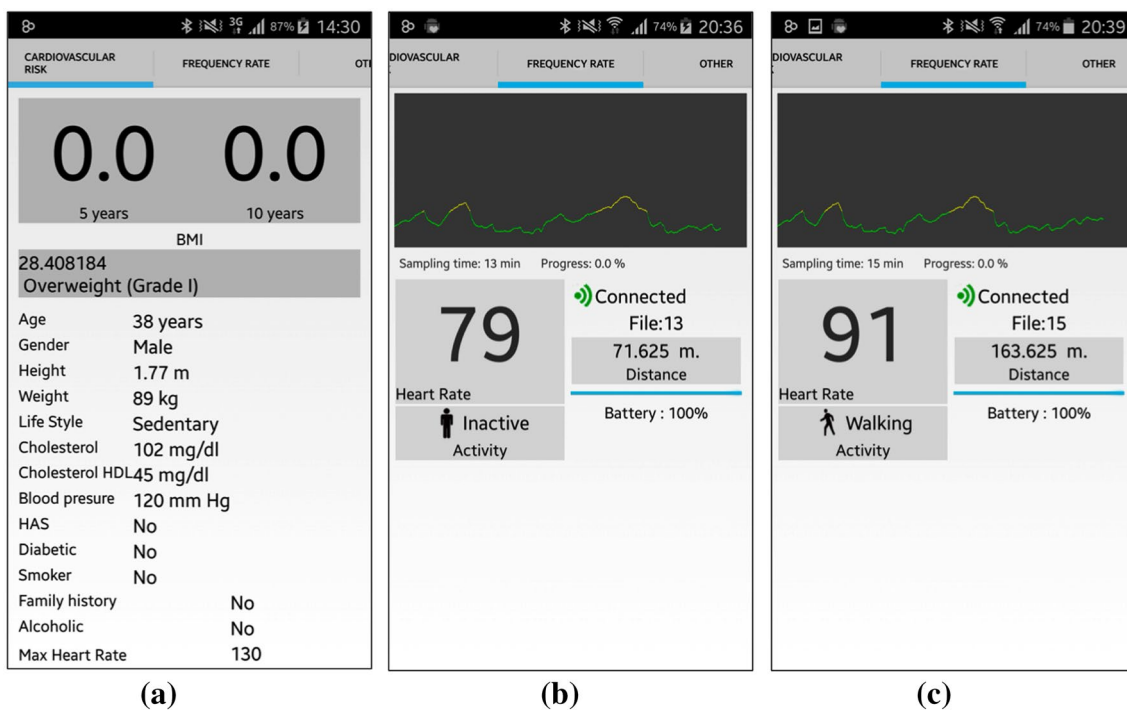 3G 87% 14:30
CARDIOVASCULAR
RISK
FREQUENCY RATE
OTI
0.0 0.0
5 years 10 years
BMI
28.408184
Overweight (Grade I)
Age 38 years
Gender Male
Height 1.77 m
Weight 89 kg
Life Style Sedentary
Cholesterol 102 mg/dl
Cholesterol HDL 45 mg/dl
Blood presure 120 mm Hg
HAS No
Diabetic No
Smoker No
Family history No
Alcoholic No
Max Heart Rate 130
(a)
74% 20:36
DIOVASCULAR
FREQUENCY RATE
OTHER
Sampling time: 13 min Progress: 0.0 %
79
Heart Rate
Inactive
Activity
Connected
File:13
71.625 m.
Distance
Battery : 100%
(b)
74% 20:39
DIOVASCULAR
FREQUENCY RATE
OTHER
Sampling time: 15 min Progress: 0.0 %
91
Heart Rate
Walking
Activity
Connected
File:15
163.625 m.
Distance
Battery : 100%
(c)